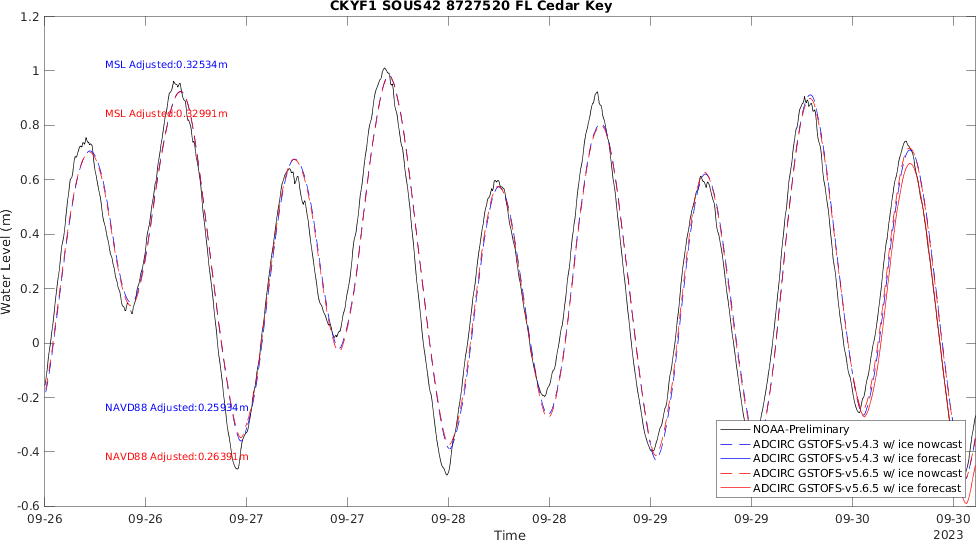 CKYF1 SOUS42 8727520 FL Cedar Key
1.2
1
0.8
0.6
0.4
0.2
0
-0.2
-0.4
-0.6
Water Level (m)
MSL Adjusted:0.32534m
MSL Adjusted:0.32991m
NAVD88 Adjusted:0.25934m
NAVD88 Adjusted:0.26391m
NOAA-Preliminary
ADCIRC GSTOFS-v5.4.3 w/ ice nowcast
ADCIRC GSTOFS-v5.4.3 w/ ice forecast
ADCIRC GSTOFS-v5.6.5 w/ ice nowcast
ADCIRC GSTOFS-v5.6.5 w/ ice forecast
09-26 09-26 09-27 09-27 09-28 09-28 09-29 09-29 09-30 09-30
Time
2023